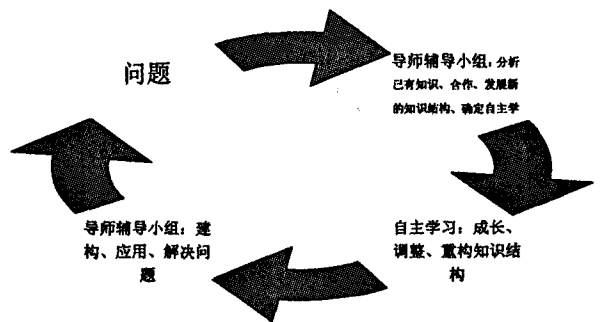 问题
导师辅导小组：分析
已有知识、合作、发展新
的知识结构、确定自主学
自主学习：成长、
调整、重构知识结
构
导师辅导小组：建
构、应用、解决问
题